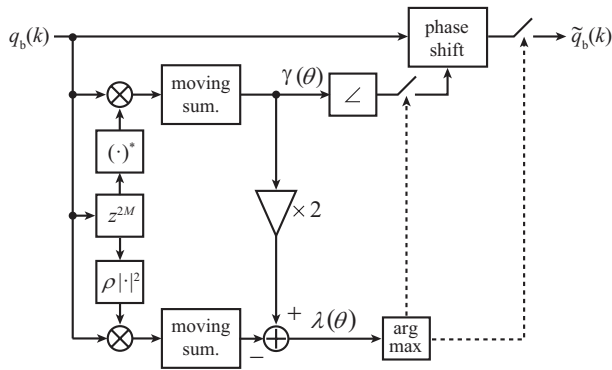 q_b(k)
phase shift
q̃_b(k)
moving sum.
γ(θ)
∠
(·)*
z^{2M}
×2
ρ|·|²
moving sum.
+
−
λ(θ)
arg max